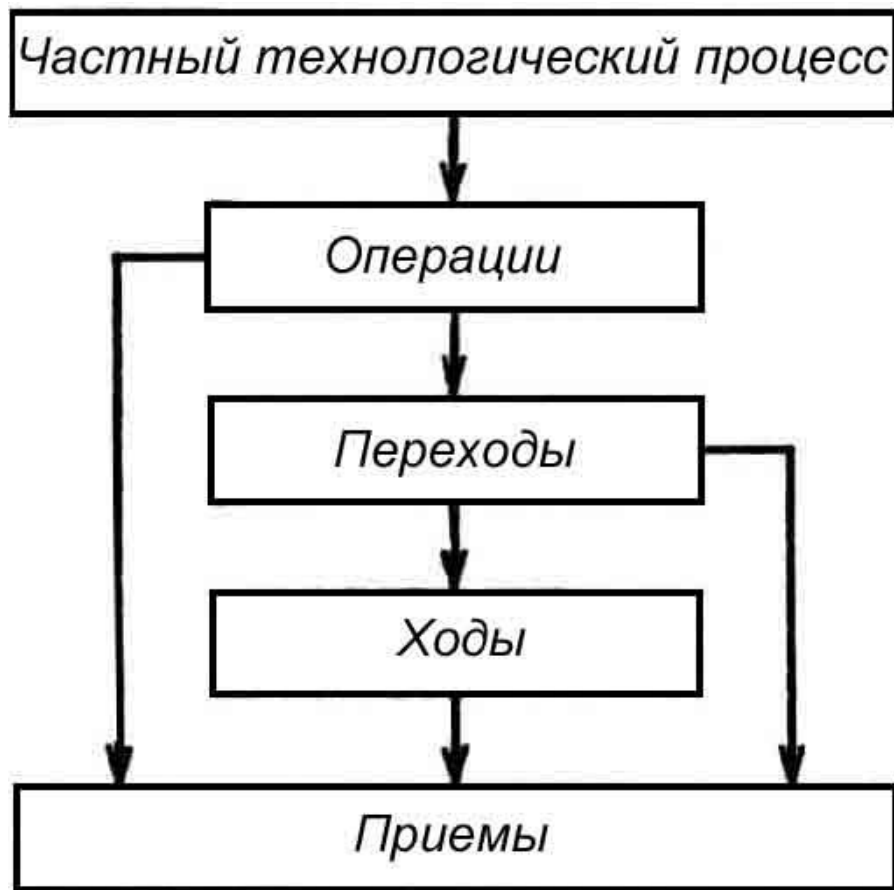 Частный технологический процесс
Операции
Переходы
Ходы
Приемы